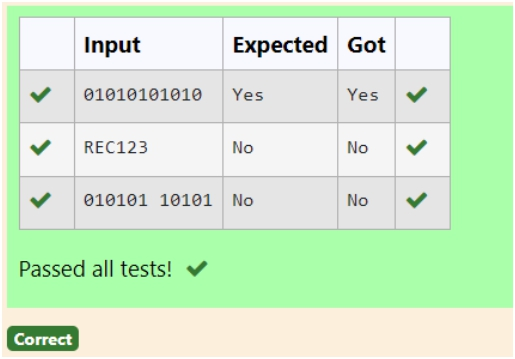 Input Expected Got
01010101010 Yes Yes
REC123 No No
010101 10101 No No
Passed all tests!
Correct